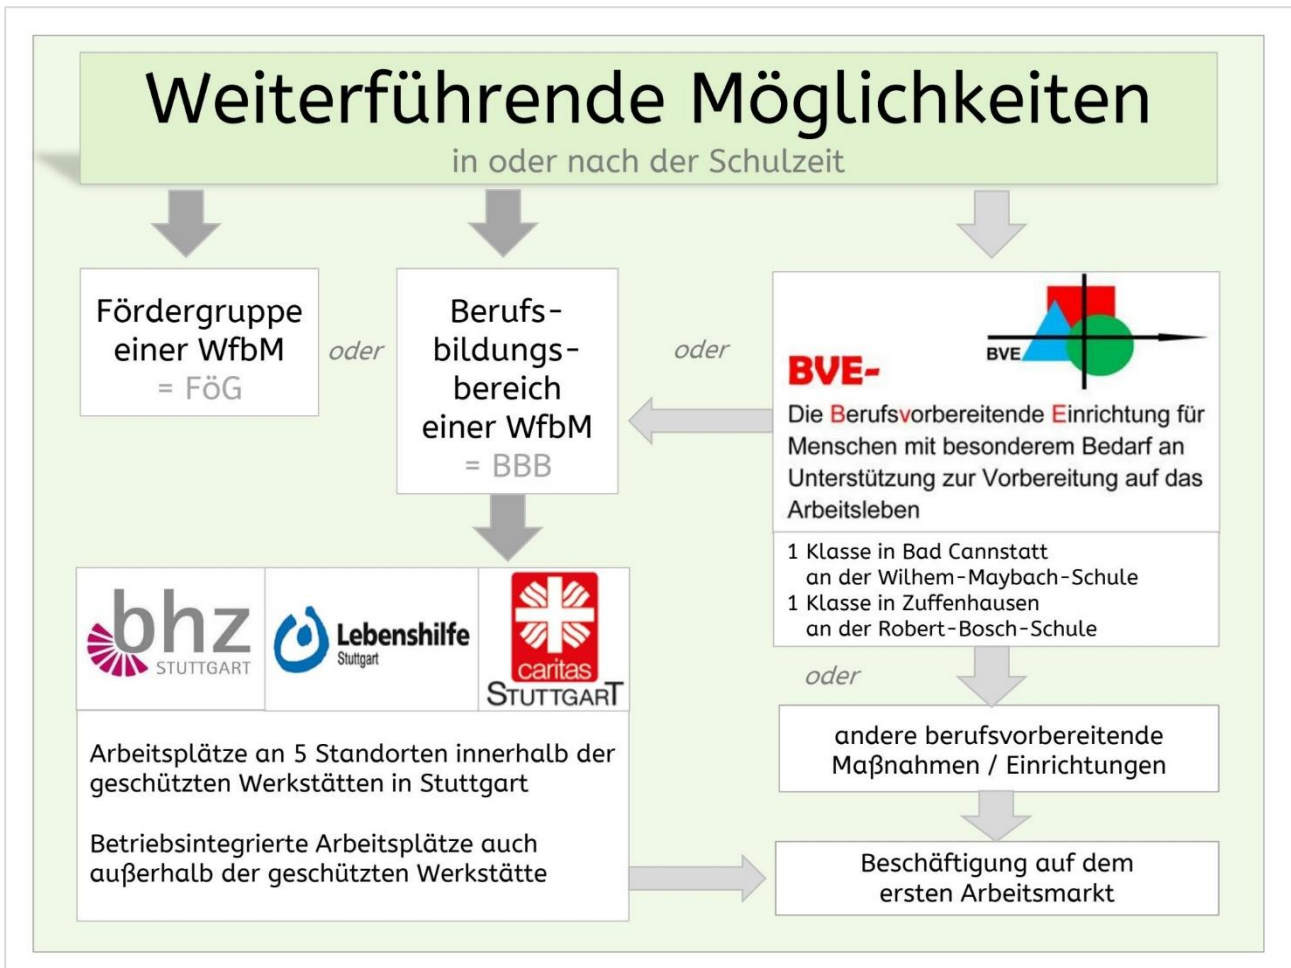 Weiterführende Möglichkeiten
in oder nach der Schulzeit
Fördergruppe
einer WfbM
= FöG
oder
Berufs-
bildungs-
bereich
einer WfbM
= BBB
oder
BVE
BVE-
Die Berufsvorbereitende Einrichtung für
Menschen mit besonderem Bedarf an
Unterstützung zur Vorbereitung auf das
Arbeitsleben
1 Klasse in Bad Cannstatt
an der Wilhem-Maybach-Schule
1 Klasse in Zuffenhausen
an der Robert-Bosch-Schule
bhz
STUTTGART
Lebenshilfe
Stuttgart
caritas
STUTTGART
Arbeitsplätze an 5 Standorten innerhalb der
geschützten Werkstätten in Stuttgart
Betriebsintegrierte Arbeitsplätze auch
außerhalb der geschützten Werkstätte
oder
andere berufsvorbereitende
Maßnahmen / Einrichtungen
Beschäftigung auf dem
ersten Arbeitsmarkt